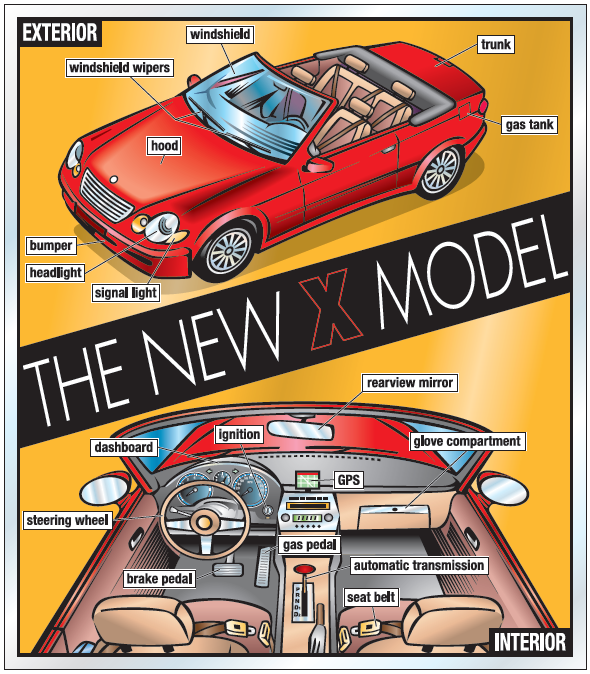 EXTERIOR
windshield
trunk
windshield wipers
gas tank
hood
bumper
headlight
signal light
THE NEW X MODEL
rearview mirror
ignition
glove compartment
dashboard
GPS
steering wheel
gas pedal
automatic transmission
brake pedal
seat belt
INTERIOR